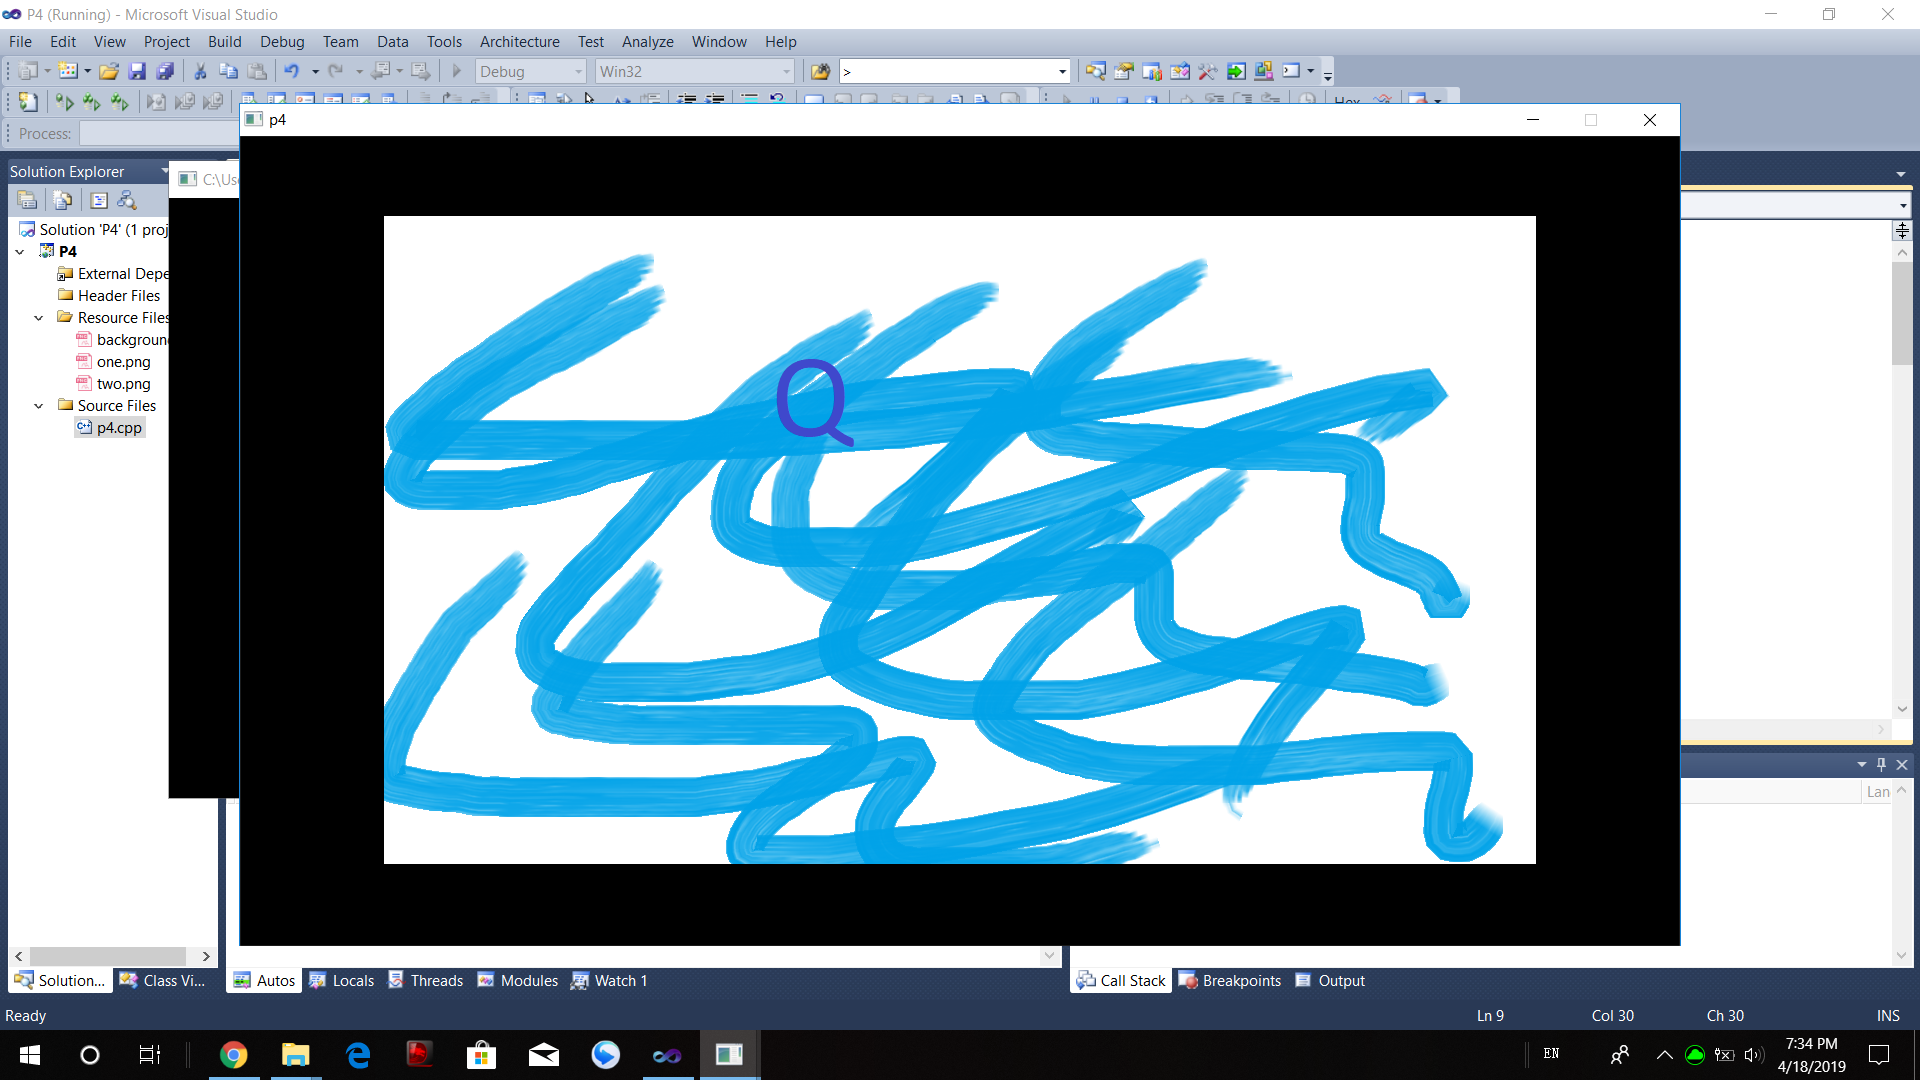 P4 (Running) - Microsoft Visual Studio
File Edit View Project Build Debug Team Data Tools Architecture Test Analyze Window Help
Debug Win32 >
Hex
Process:
p4
Solution Explorer
C:\Use
Solution 'P4' (1 proj
P4
External Depe
Header Files
Resource Files
background
one.png
two.png
Source Files
p4.cpp
Q
Lan
Solution... Class Vi... Autos Locals Threads Modules Watch 1 Call Stack Breakpoints Output
Ready Ln 9 Col 30 Ch 30 INS
EN 7:34 PM
4/18/2019